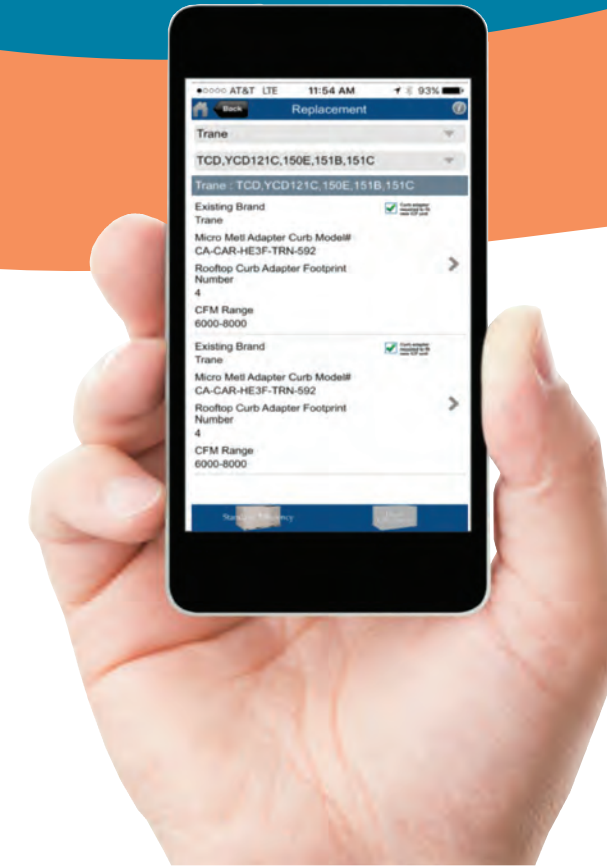 AT&T LTE 11:54 AM 93%
Back Replacement
Trane
TCD,YCD121C,150E,151B,151C
Trane : TCD,YCD121C,150E,151B,151C
Existing Brand
Trane
Micro Metl Adapter Curb Model#
CA-CAR-HE3F-TRN-592
Rooftop Curb Adapter Footprint
Number
4
CFM Range
6000-8000
Existing Brand
Trane
Micro Metl Adapter Curb Model#
CA-CAR-HE3F-TRN-592
Rooftop Curb Adapter Footprint
Number
4
CFM Range
6000-8000